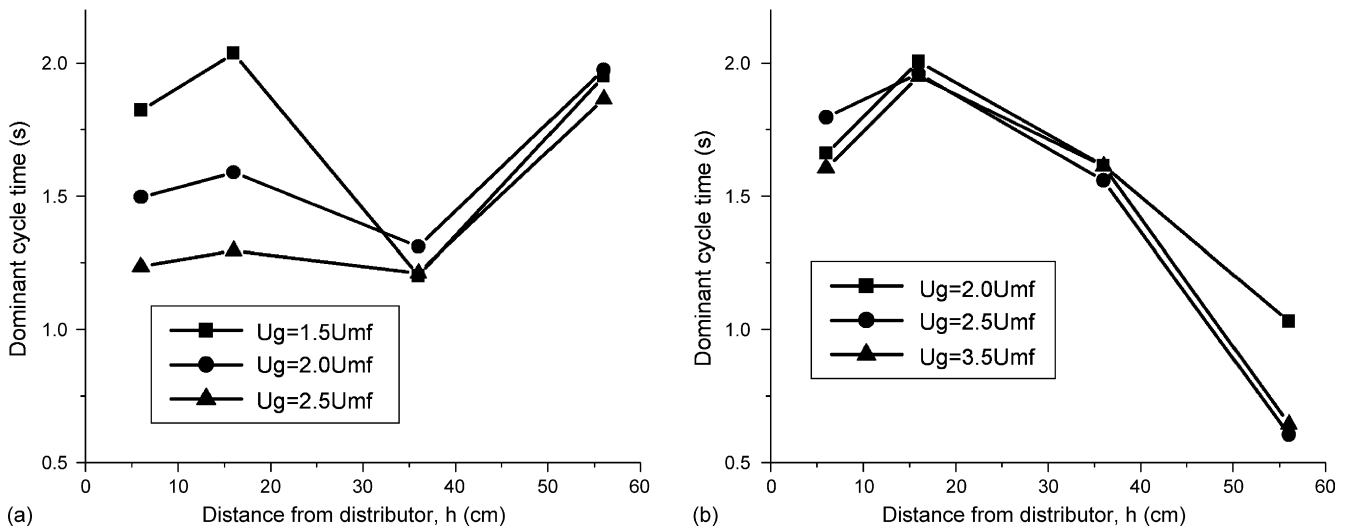 Dominant cycle time (s)
2.0
1.5
1.0
0.5
Ug=1.5Umf
Ug=2.0Umf
Ug=2.5Umf
0 10 20 30 40 50 60
(a) Distance from distributor, h (cm)
Dominant cycle time (s)
2.0
1.5
1.0
0.5
Ug=2.0Umf
Ug=2.5Umf
Ug=3.5Umf
0 10 20 30 40 50 60
(b) Distance from distributor, h (cm)